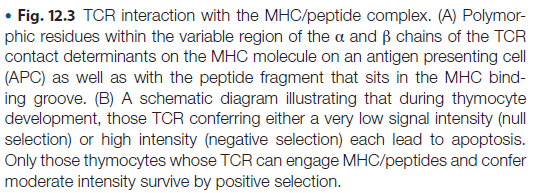 • Fig. 12.3 TCR interaction with the MHC/peptide complex. (A) Polymor-
phic residues within the variable region of the α and β chains of the TCR
contact determinants on the MHC molecule on an antigen presenting cell
(APC) as well as with the peptide fragment that sits in the MHC bind-
ing groove. (B) A schematic diagram illustrating that during thymocyte
development, those TCR conferring either a very low signal intensity (null
selection) or high intensity (negative selection) each lead to apoptosis.
Only those thymocytes whose TCR can engage MHC/peptides and confer
moderate intensity survive by positive selection.